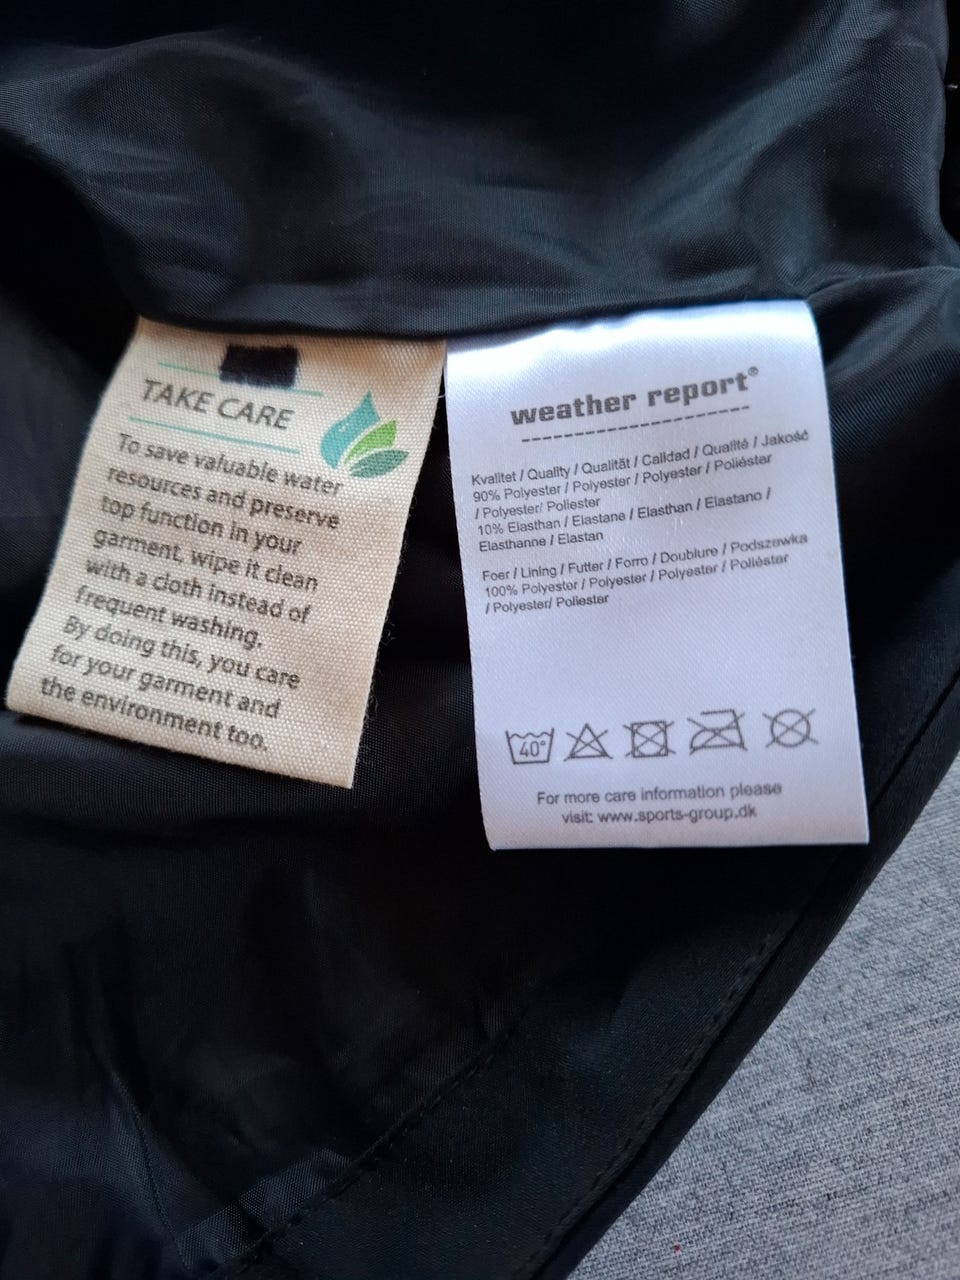 TAKE CARE
To save valuable water
resources and preserve
top function in your
garment, wipe it clean
with a cloth instead of
frequent washing.
By doing this, you care
for your garment and
the environment too.
weather report®
Kvalitet / Quality / Qualität / Calidad / Qualité / Jakość
90% Polyester / Polyester / Polyester / Poliéster
/ Polyester/ Poliester
10% Elasthan / Elastane / Elasthan / Elastano /
Elasthanne / Elastan
Foer / Lining / Futter / Forro / Doublure / Podszewka
100% Polyester / Polyester / Polyester / Poliéster
/ Polyester/ Poliester
40°
For more care information please
visit: www.sports-group.dk